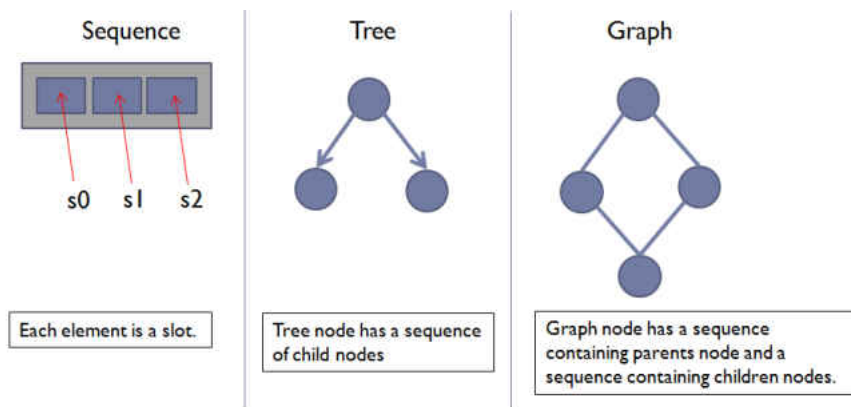 Sequence
Tree
Graph
s0
s1
s2
Each element is a slot.
Tree node has a sequence
of child nodes
Graph node has a sequence
containing parents node and a
sequence containing children nodes.